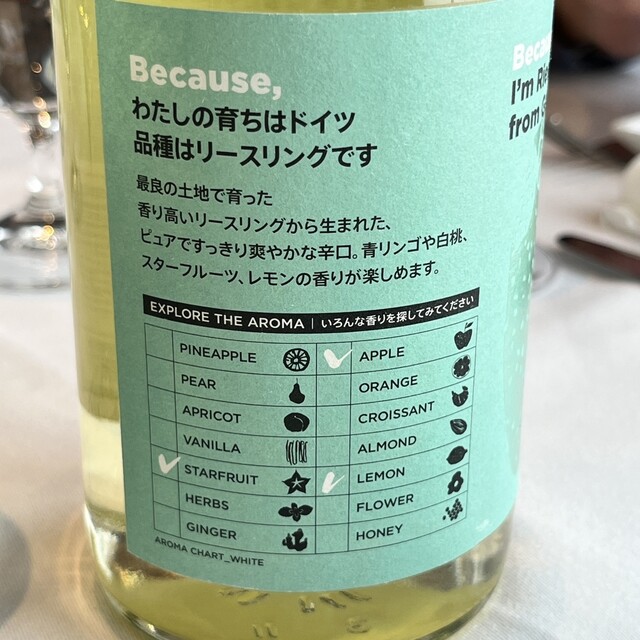 Because,
わたしの育ちはドイツ
品種はリースリングです
最良の土地で育った
香り高いリースリングから生まれた、
ピュアですっきり爽やかな辛口。青リンゴや白桃、
スターフルーツ、レモンの香りが楽しめます。
EXPLORE THE AROMA | いろんな香りを探してみてください
PINEAPPLE APPLE
PEAR ORANGE
APRICOT CROISSANT
VANILLA ALMOND
STARFRUIT LEMON
HERBS FLOWER
GINGER HONEY
AROMA CHART_WHITE
I'm
from